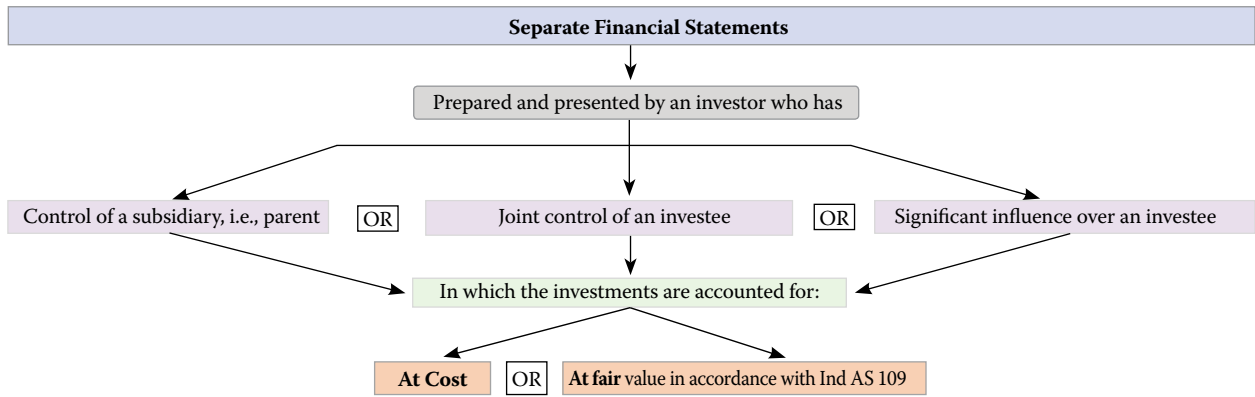 Separate Financial Statements
Prepared and presented by an investor who has
Control of a subsidiary, i.e., parent
OR
Joint control of an investee
OR
Significant influence over an investee
In which the investments are accounted for:
At Cost
OR
At fair value in accordance with Ind AS 109